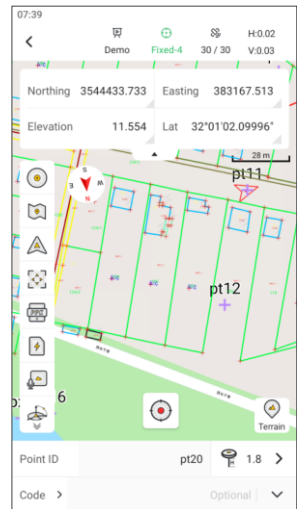 07:39
Demo
Fixed-4
30 / 30
H:0.02
V:0.03
Northing 3544433.733
Easting 383167.513
Elevation 11.554
Lat 32°01'02.09996"
28 m
S
E
W
N
pt11
pt12
PPP
6
Terrain
Point ID pt20 1.8
Code Optional